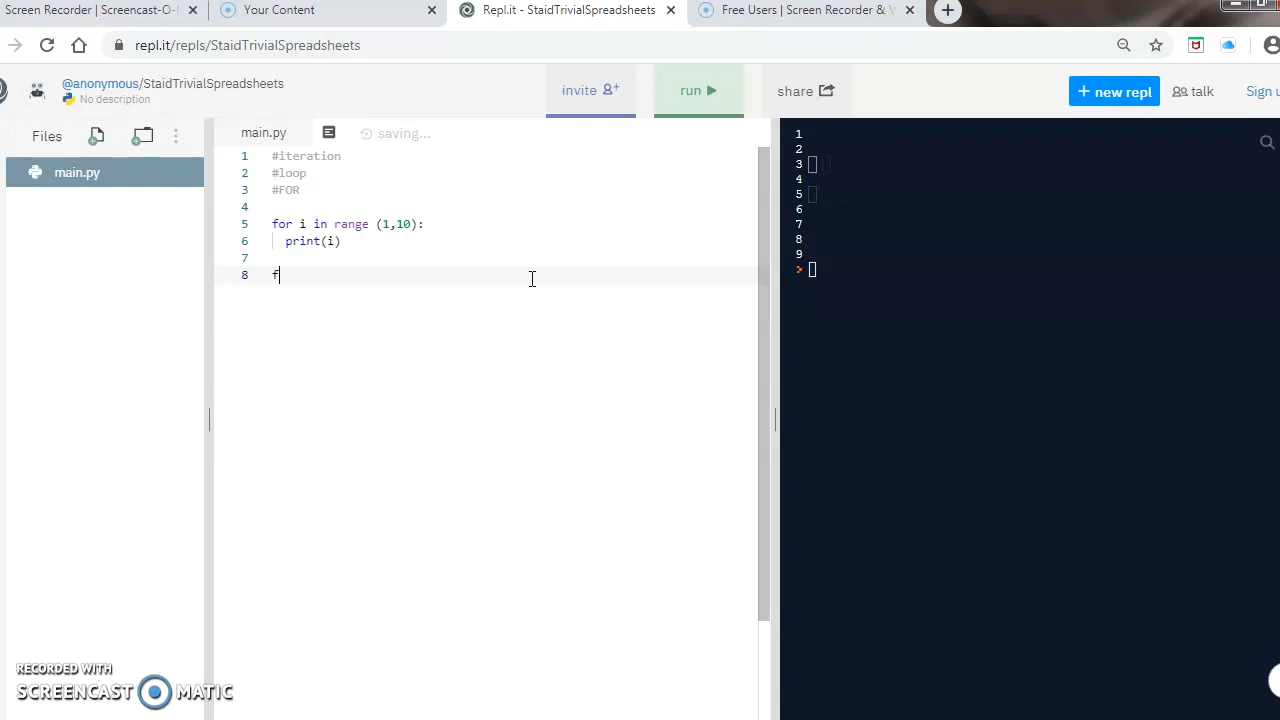 Screen Recorder | Screencast-O-
Your Content
Repl.it - StaidTrivialSpreadsheets
Free Users | Screen Recorder & V
repl.it/repls/StaidTrivialSpreadsheets
@anonymous/StaidTrivialSpreadsheets
No description
invite
run
share
+ new repl
talk
Sign u
Files
main.py
saving...
main.py
1 #iteration
2 #loop
3 #FOR
4
5 for i in range (1,10):
6 print(i)
7
8 f
1
2
3
4
5
6
7
8
9
>
RECORDED WITH
SCREENCAST MATIC